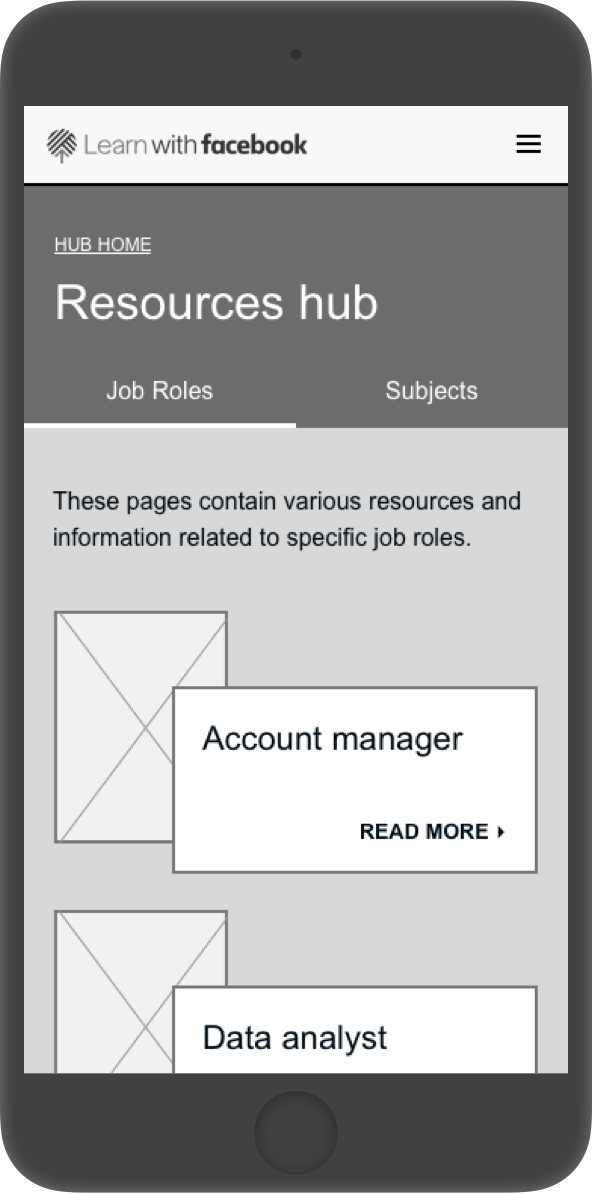 Learn with facebook
HUB HOME
Resources hub
Job Roles
Subjects
These pages contain various resources and
information related to specific job roles.
Account manager
READ MORE
Data analyst